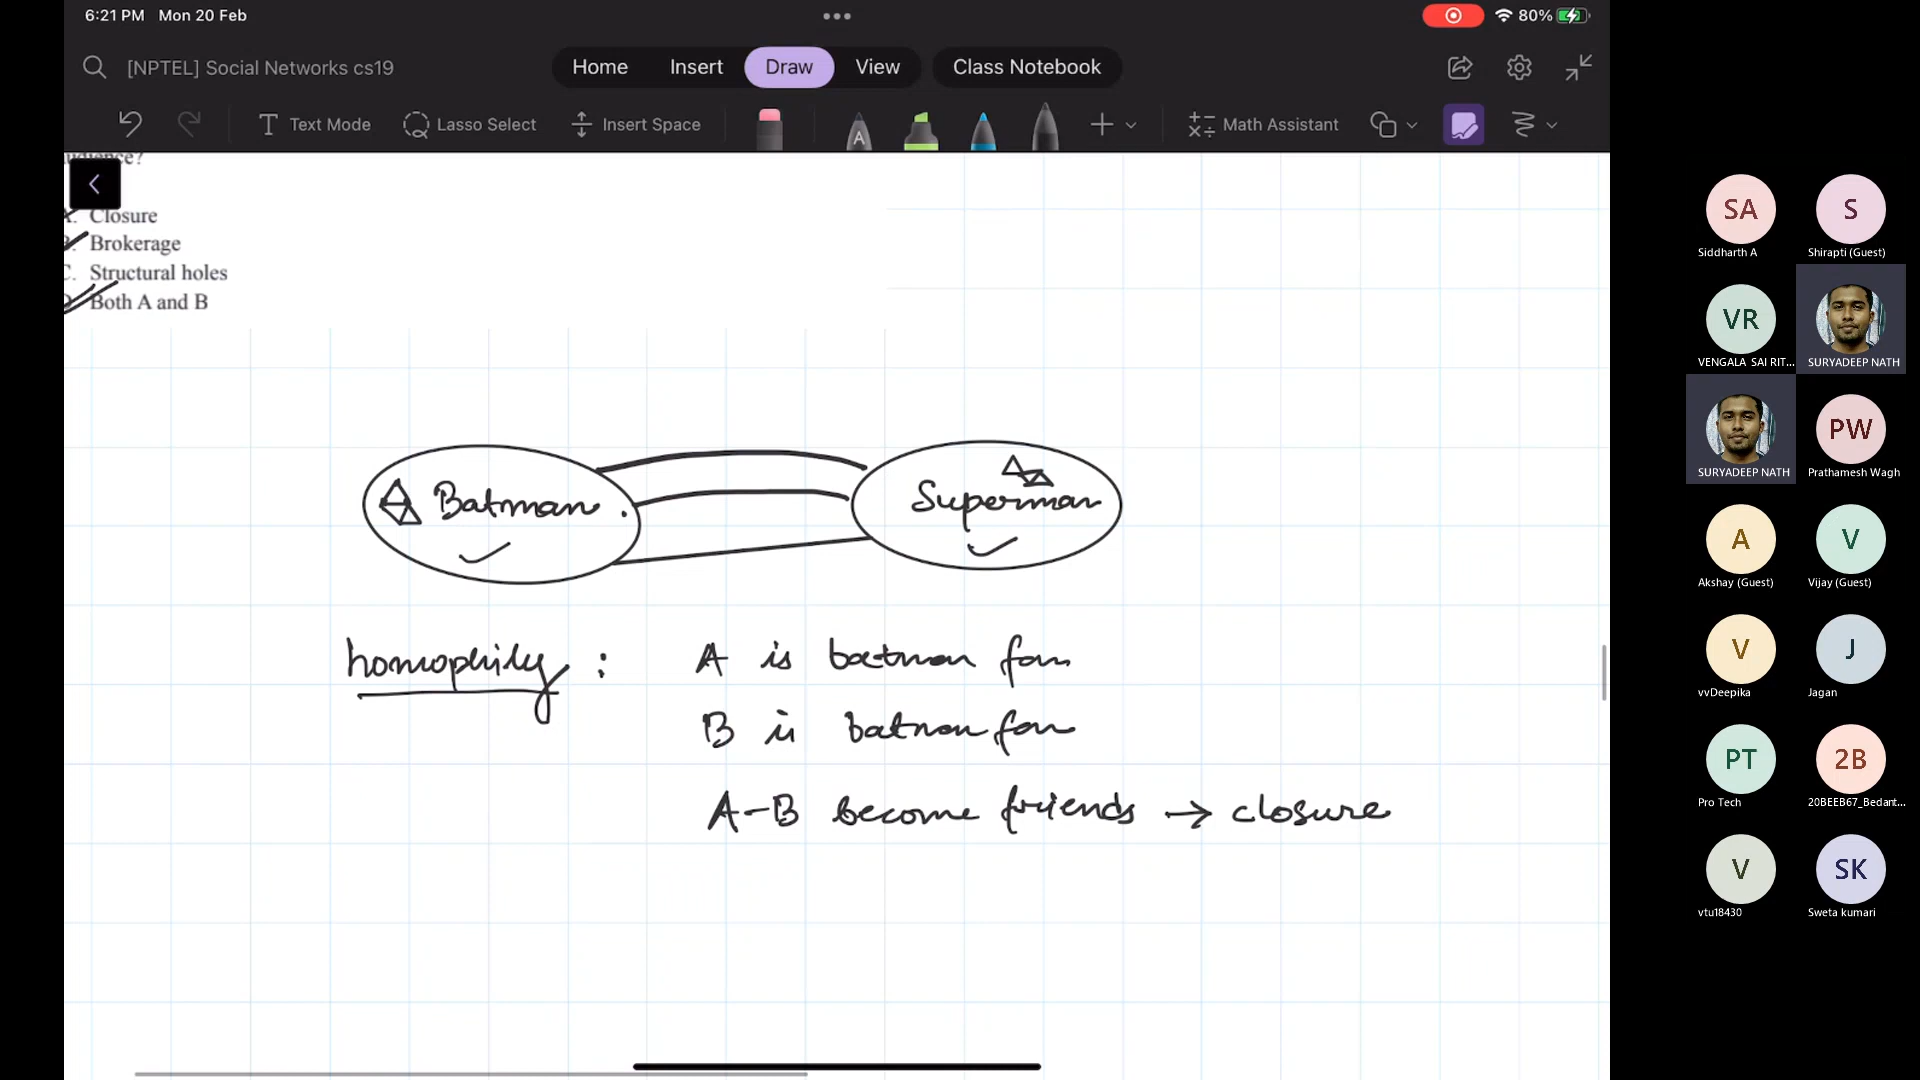 6:21 PM Mon 20 Feb
80%
[NPTEL] Social Networks cs19
Home Insert Draw View Class Notebook
Text Mode Lasso Select Insert Space A Math Assistant
Closure
B. Brokerage
C. Structural holes
Both A and B
Batman
Superman
homophily : A is batman fan
B is batman fan
A-B become friends → closure
SA
Siddharth A
S
Shirapti (Guest)
VR
VENGALA SAI RIT...
SURYADEEP NATH
SURYADEEP NATH
PW
Prathamesh Wagh
A
Akshay (Guest)
V
Vijay (Guest)
V
vvDeepika
J
Jagan
PT
Pro Tech
2B
20BEEB67_Bedant...
V
vtu18430
SK
Sweta kumari